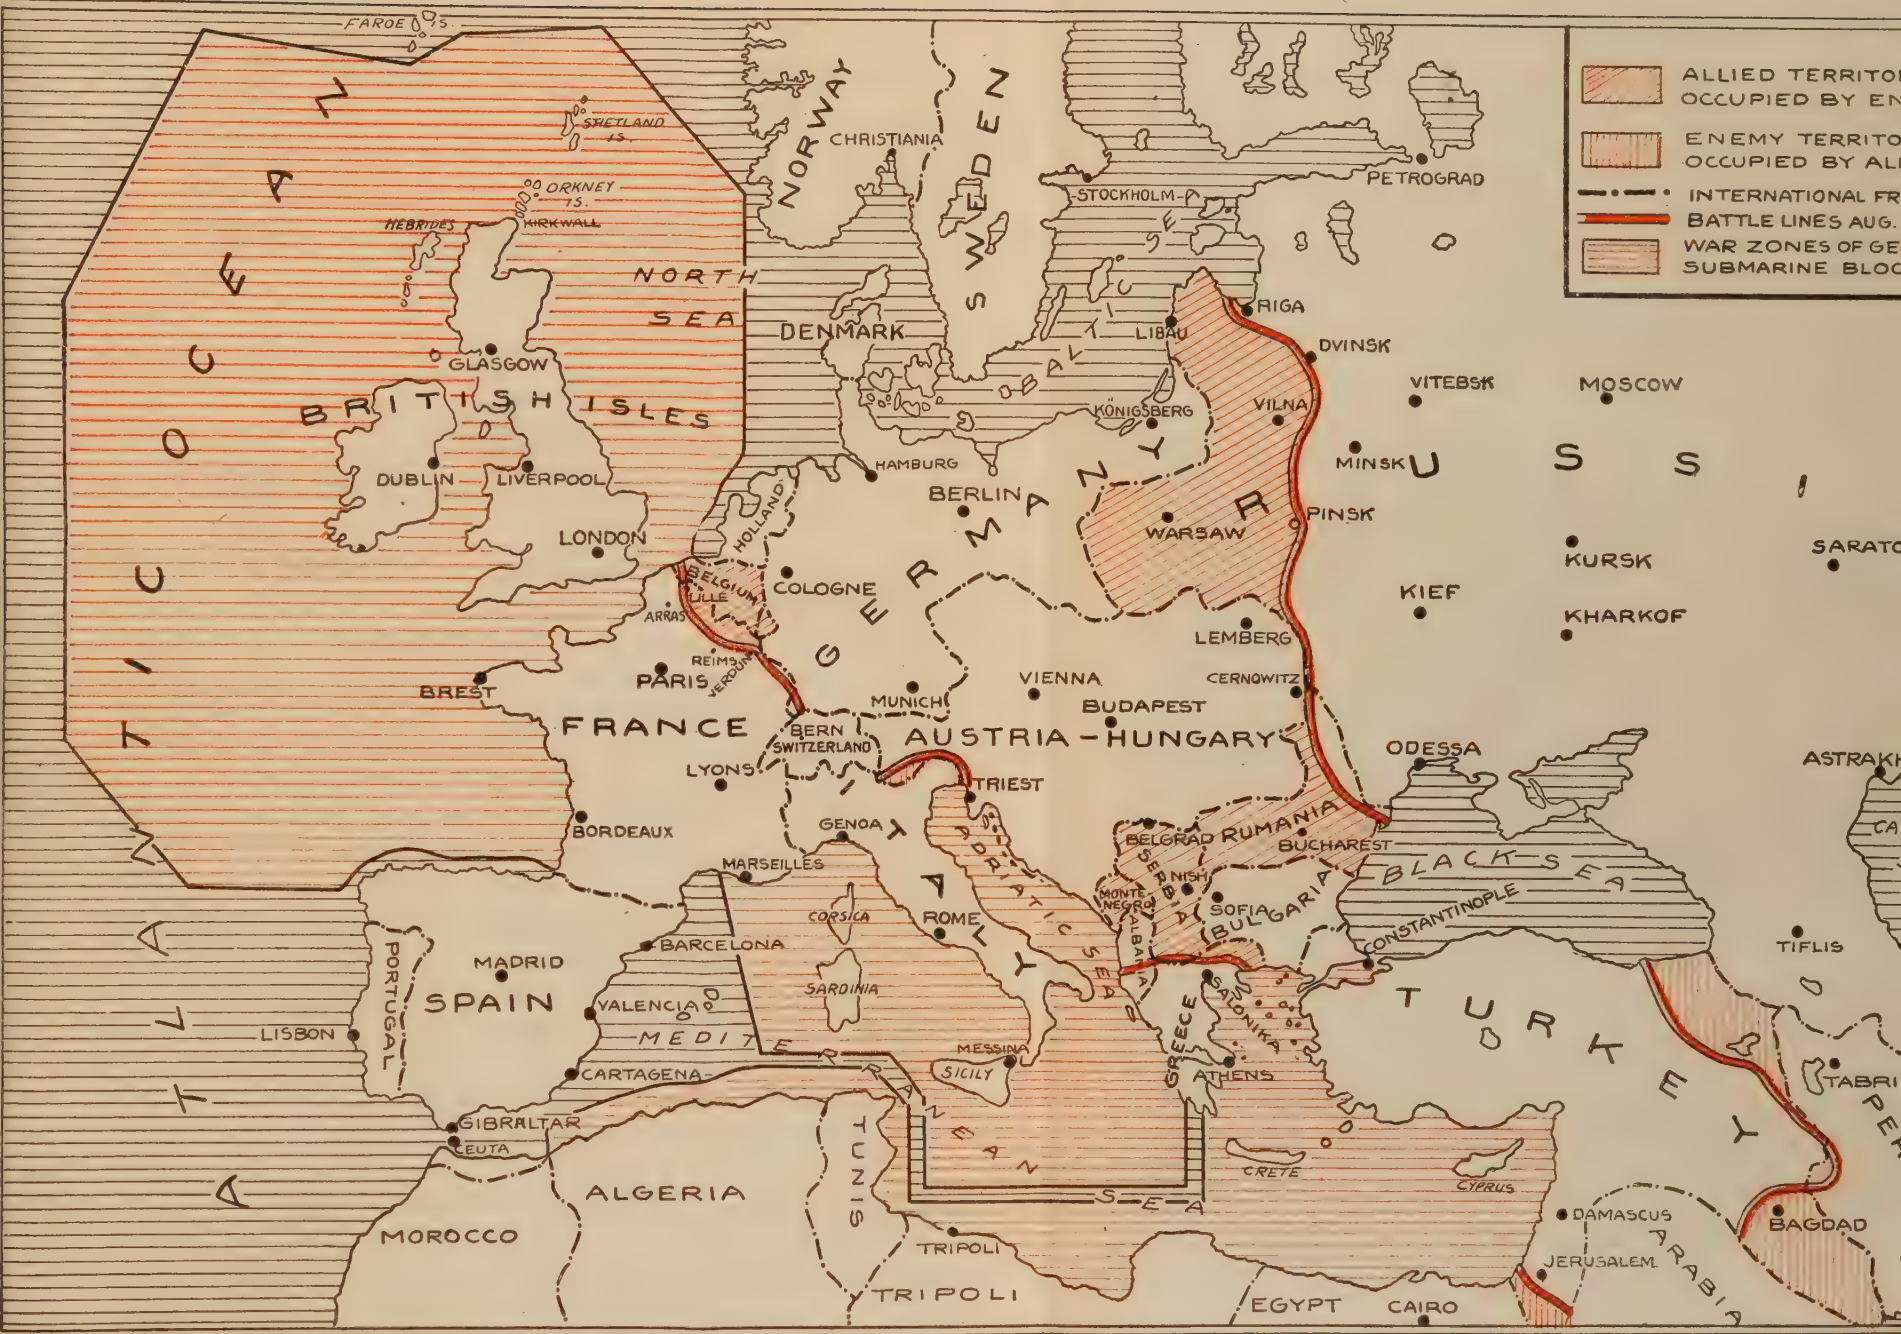 FAROE IS.
ALLIED TERRITO
OCCUPIED BY EN
ENEMY TERRITO
OCCUPIED BY ALL
INTERNATIONAL FR
BATTLE LINES AUG.
WAR ZONES OF GE
SUBMARINE BLOC
ATLANTIC OCEAN
SHETLAND
IS.
ORKNEY
IS.
KIRKWALL
HEBRIDES
NORTH
SEA
NORWAY
CHRISTIANIA
SWEDEN
STOCKHOLM
PETROGRAD
BALTIC SEA
DENMARK
RIGA
LIBAU
DVINSK
VITEBSK
MOSCOW
GLASGOW
BRITISH ISLES
DUBLIN
LIVERPOOL
LONDON
KÖNIGSBERG
VILNA
MINSK
RUSSI
HAMBURG
BERLIN
GERMANY
HOLLAND
WARSAW
PINSK
KURSK
SARATO
BELGIUM
LILLE
COLOGNE
ARRAS
KIEF
KHARKOF
LEMBERG
REIMS
VERDUN
PARIS
BREST
MUNICH
VIENNA
CERNOWITZ
BUDAPEST
FRANCE
BERN
SWITZERLAND
AUSTRIA-HUNGARY
ODESSA
ASTRAKH
LYONS
TRIEST
BORDEAUX
GENOA
ITALY
ADRIATIC SEA
BELGRAD
RUMANIA
BUCHAREST
CA
MARSEILLES
SERBIA
NISH
MONTE-
NEGRO
ALBANIA
SOFIA
BULGARIA
BLACK SEA
CONSTANTINOPLE
CORSICA
ROME
BARCELONA
TIFLIS
PORTUGAL
MADRID
SPAIN
VALENCIA
SARDINIA
SALONIKA
GREECE
TURKEY
LISBON
MEDITERRANEAN SEA
MESSINA
SICILY
ATHENS
CARTAGENA
TABRI
PER
GIBRALTAR
CEUTA
TUNIS
CRETE
CYPRUS
ALGERIA
MOROCCO
DAMASCUS
BAGDAD
TRIPOLI
JERUSALEM
ARABIA
TRIPOLI
EGYPT
CAIRO